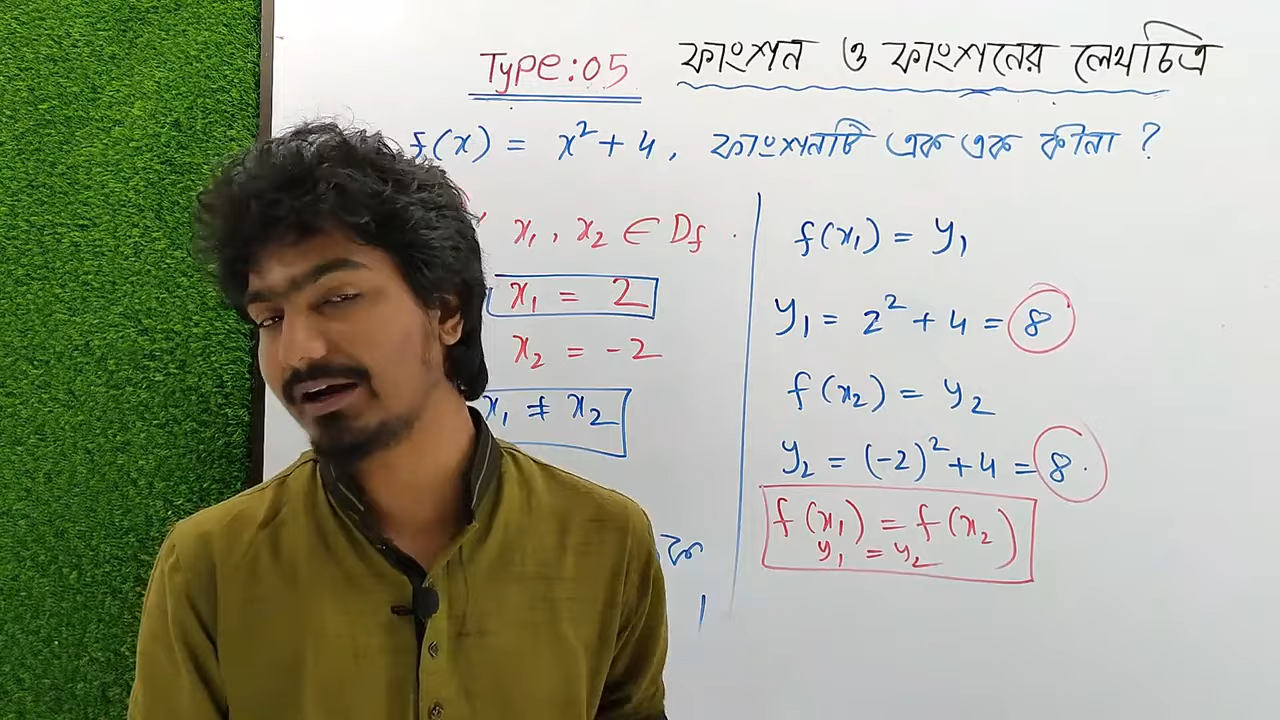 Type: 05 ফাংশন ও ফাংশনের লেখচিত্র
f(x) = x² + 4, ফাংশনটি এক এক কীনা ?
x₁, x₂ ∈ Df .
x₁ = 2
x₂ = -2
x₁ ≠ x₂
f(x₁) = y₁
y₁ = 2² + 4 = 8
f(x₂) = y₂
y₂ = (-2)² + 4 = 8.
f(x₁) = f(x₂)
y₁ = y₂